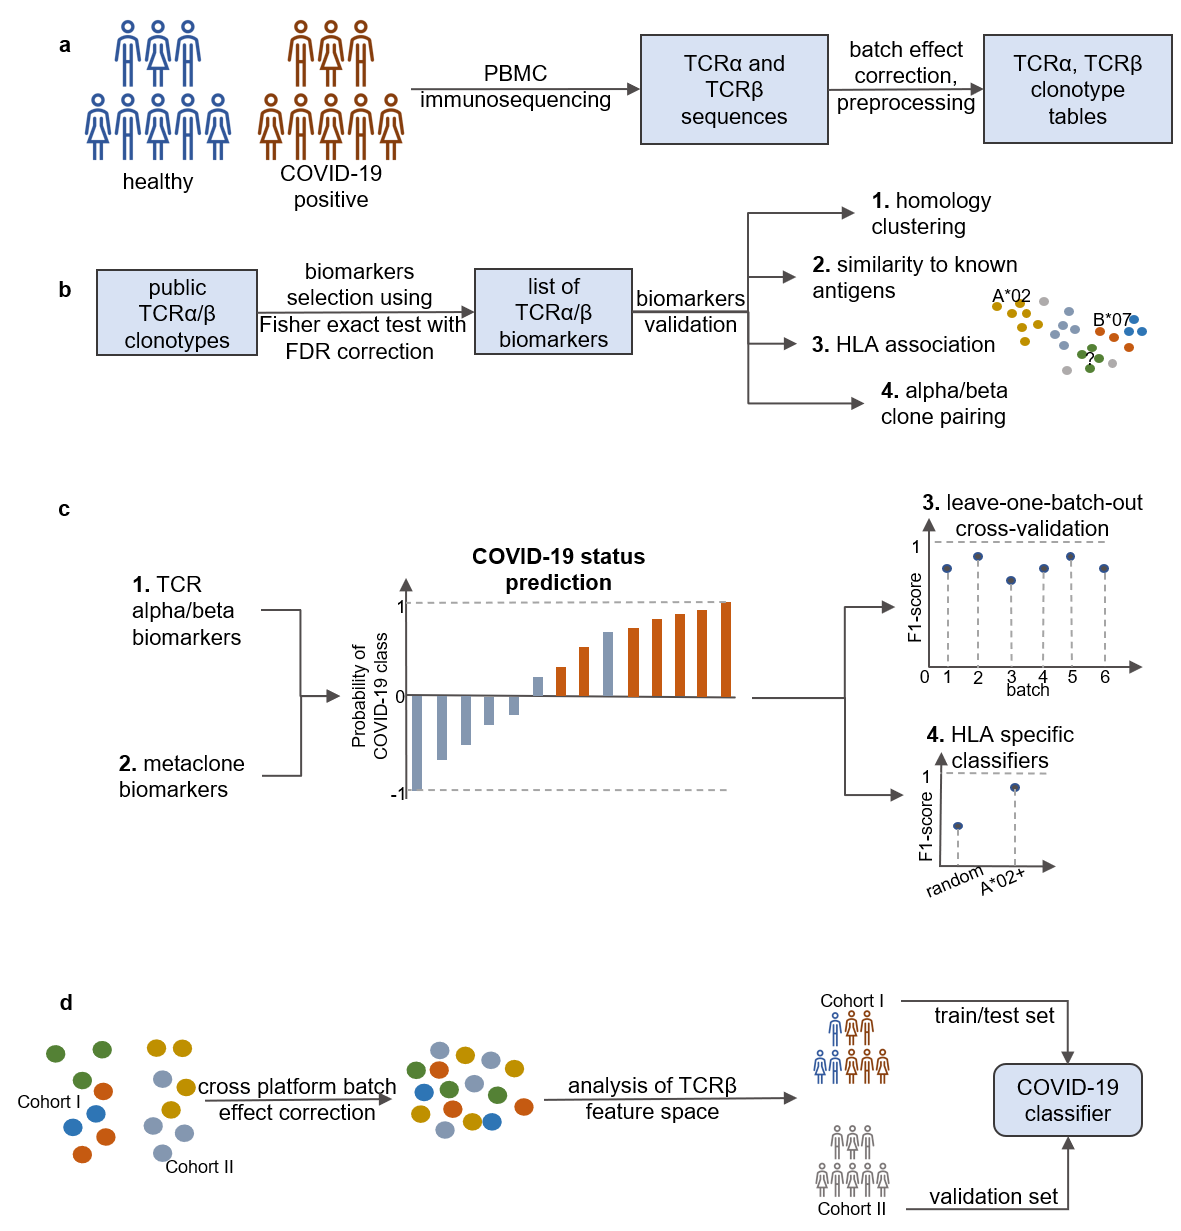 a
healthy
COVID-19
positive
PBMC
immunosequencing
TCRα and
TCRβ
sequences
batch effect
correction,
preprocessing
TCRα, TCRβ
clonotype
tables
b
public
TCRα/β
clonotypes
biomarkers
selection using
Fisher exact test with
FDR correction
list of
TCRα/β
biomarkers
biomarkers
validation
1. homology
clustering
2. similarity to known
antigens
3. HLA association
4. alpha/beta
clone pairing
A*02
B*07
?
c
1. TCR
alpha/beta
biomarkers
2. metaclone
biomarkers
COVID-19 status
prediction
Probability of
COVID-19 class
1
0
-1
3. leave-one-batch-out
cross-validation
F1-score
1
0 1 2 3 4 5 6
batch
4. HLA specific
classifiers
F1-score
1
random
A*02+
d
Cohort I
Cohort II
cross platform batch
effect correction
analysis of TCRβ
feature space
Cohort I
train/test set
COVID-19
classifier
Cohort II
validation set